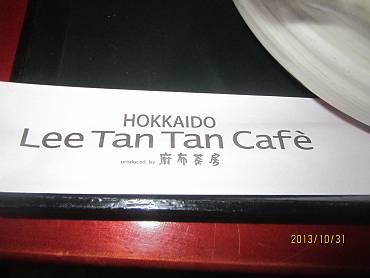 HOKKAIDO
Lee Tan Tan Cafè
produced by 麻布茶房
2013/10/31